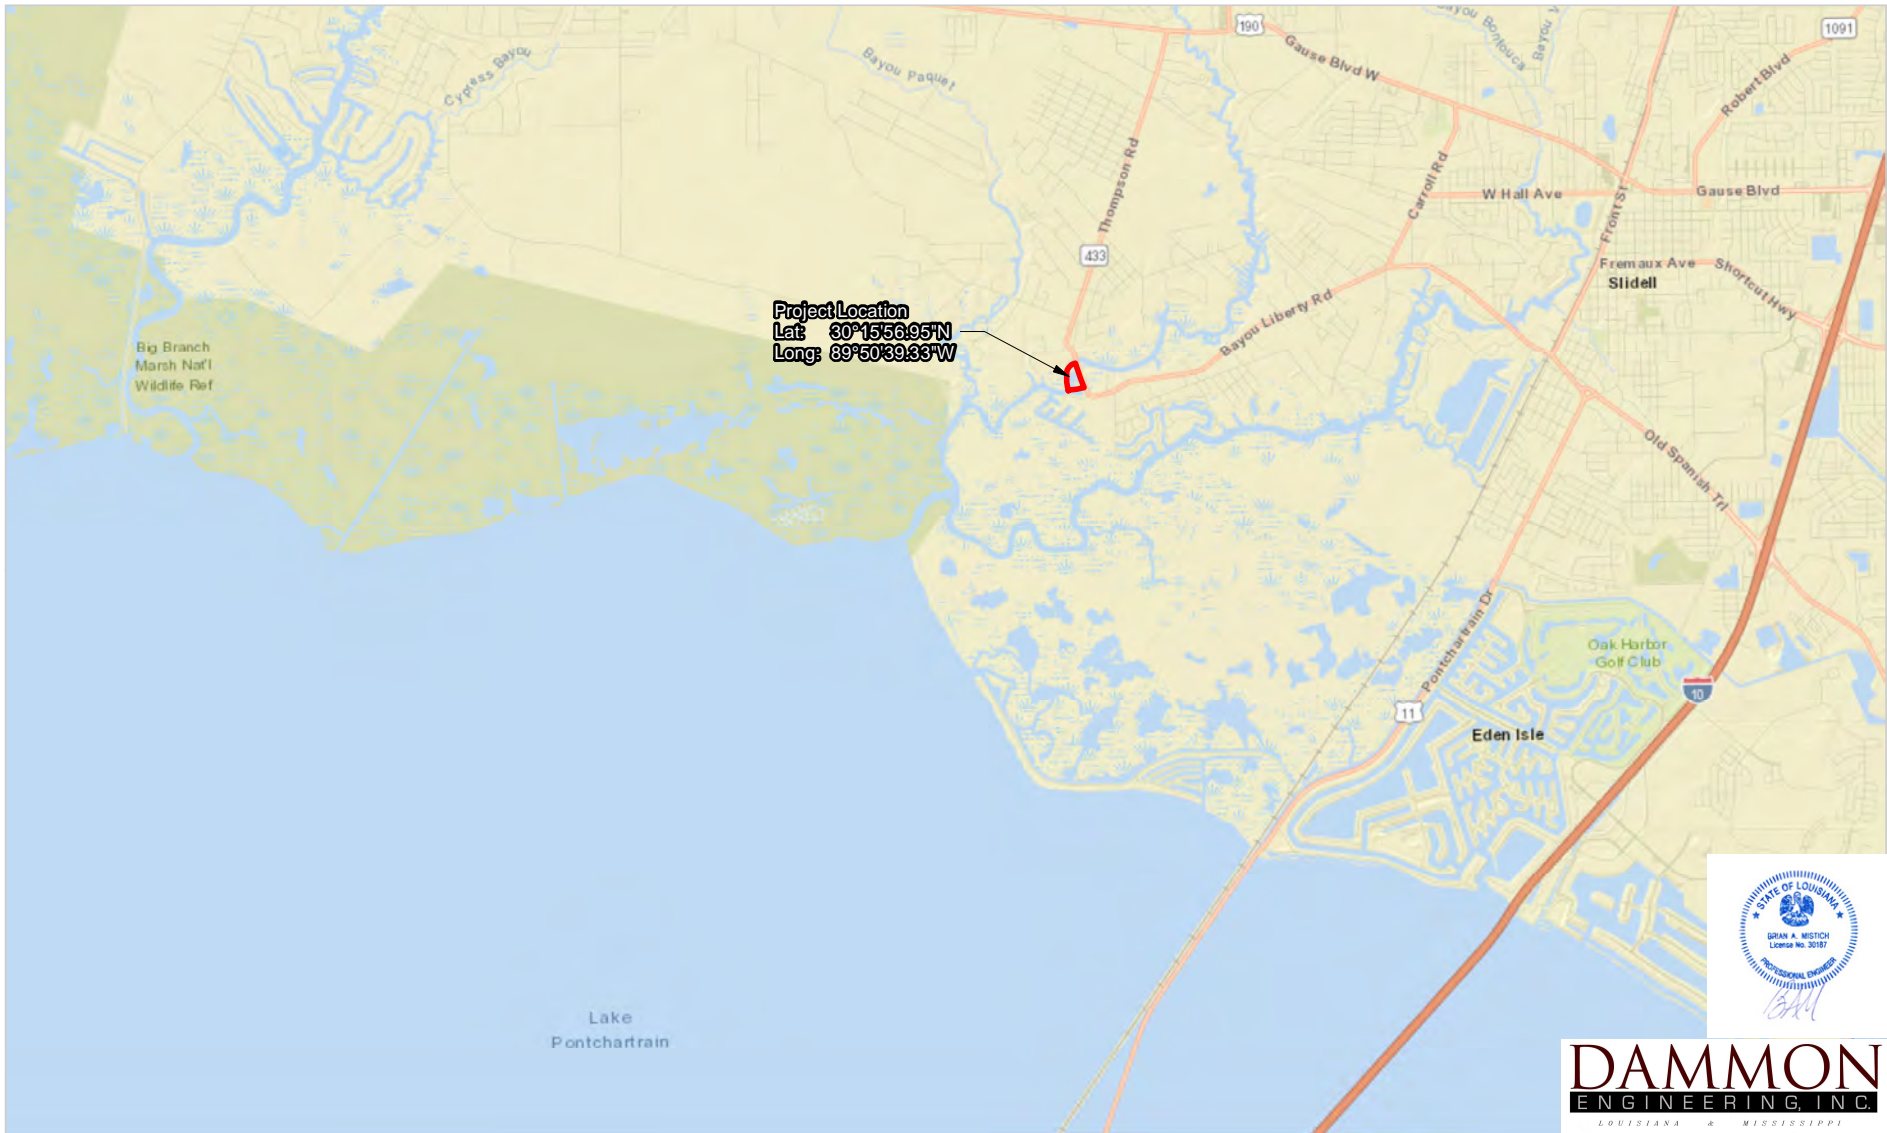 190
1091
Gause Blvd W
Bayou Bonfouca
Bayou V
Robert Blvd
Cypress Bayou
Bayou Paquet
Thompson Rd
Carroll Rd
W Hall Ave
Gause Blvd
Front St
433
Fremaux Ave
Shortcut Hwy
Slidell
Project Location
Lat: 30°15'56.95"N
Long: 89°50'39.33"W
Bayou Liberty Rd
Big Branch
Marsh Nat'l
Wildlife Ref
Old Spanish Trl
Pontchartrain Dr
Oak Harbor
Golf Club
10
11
Eden Isle
STATE OF LOUISIANA
BRIAN A. MISTICH
License No. 30187
PROFESSIONAL ENGINEER
BAM
Lake
Pontchartrain
DAMMON
ENGINEERING, INC.
LOUISIANA & MISSISSIPPI